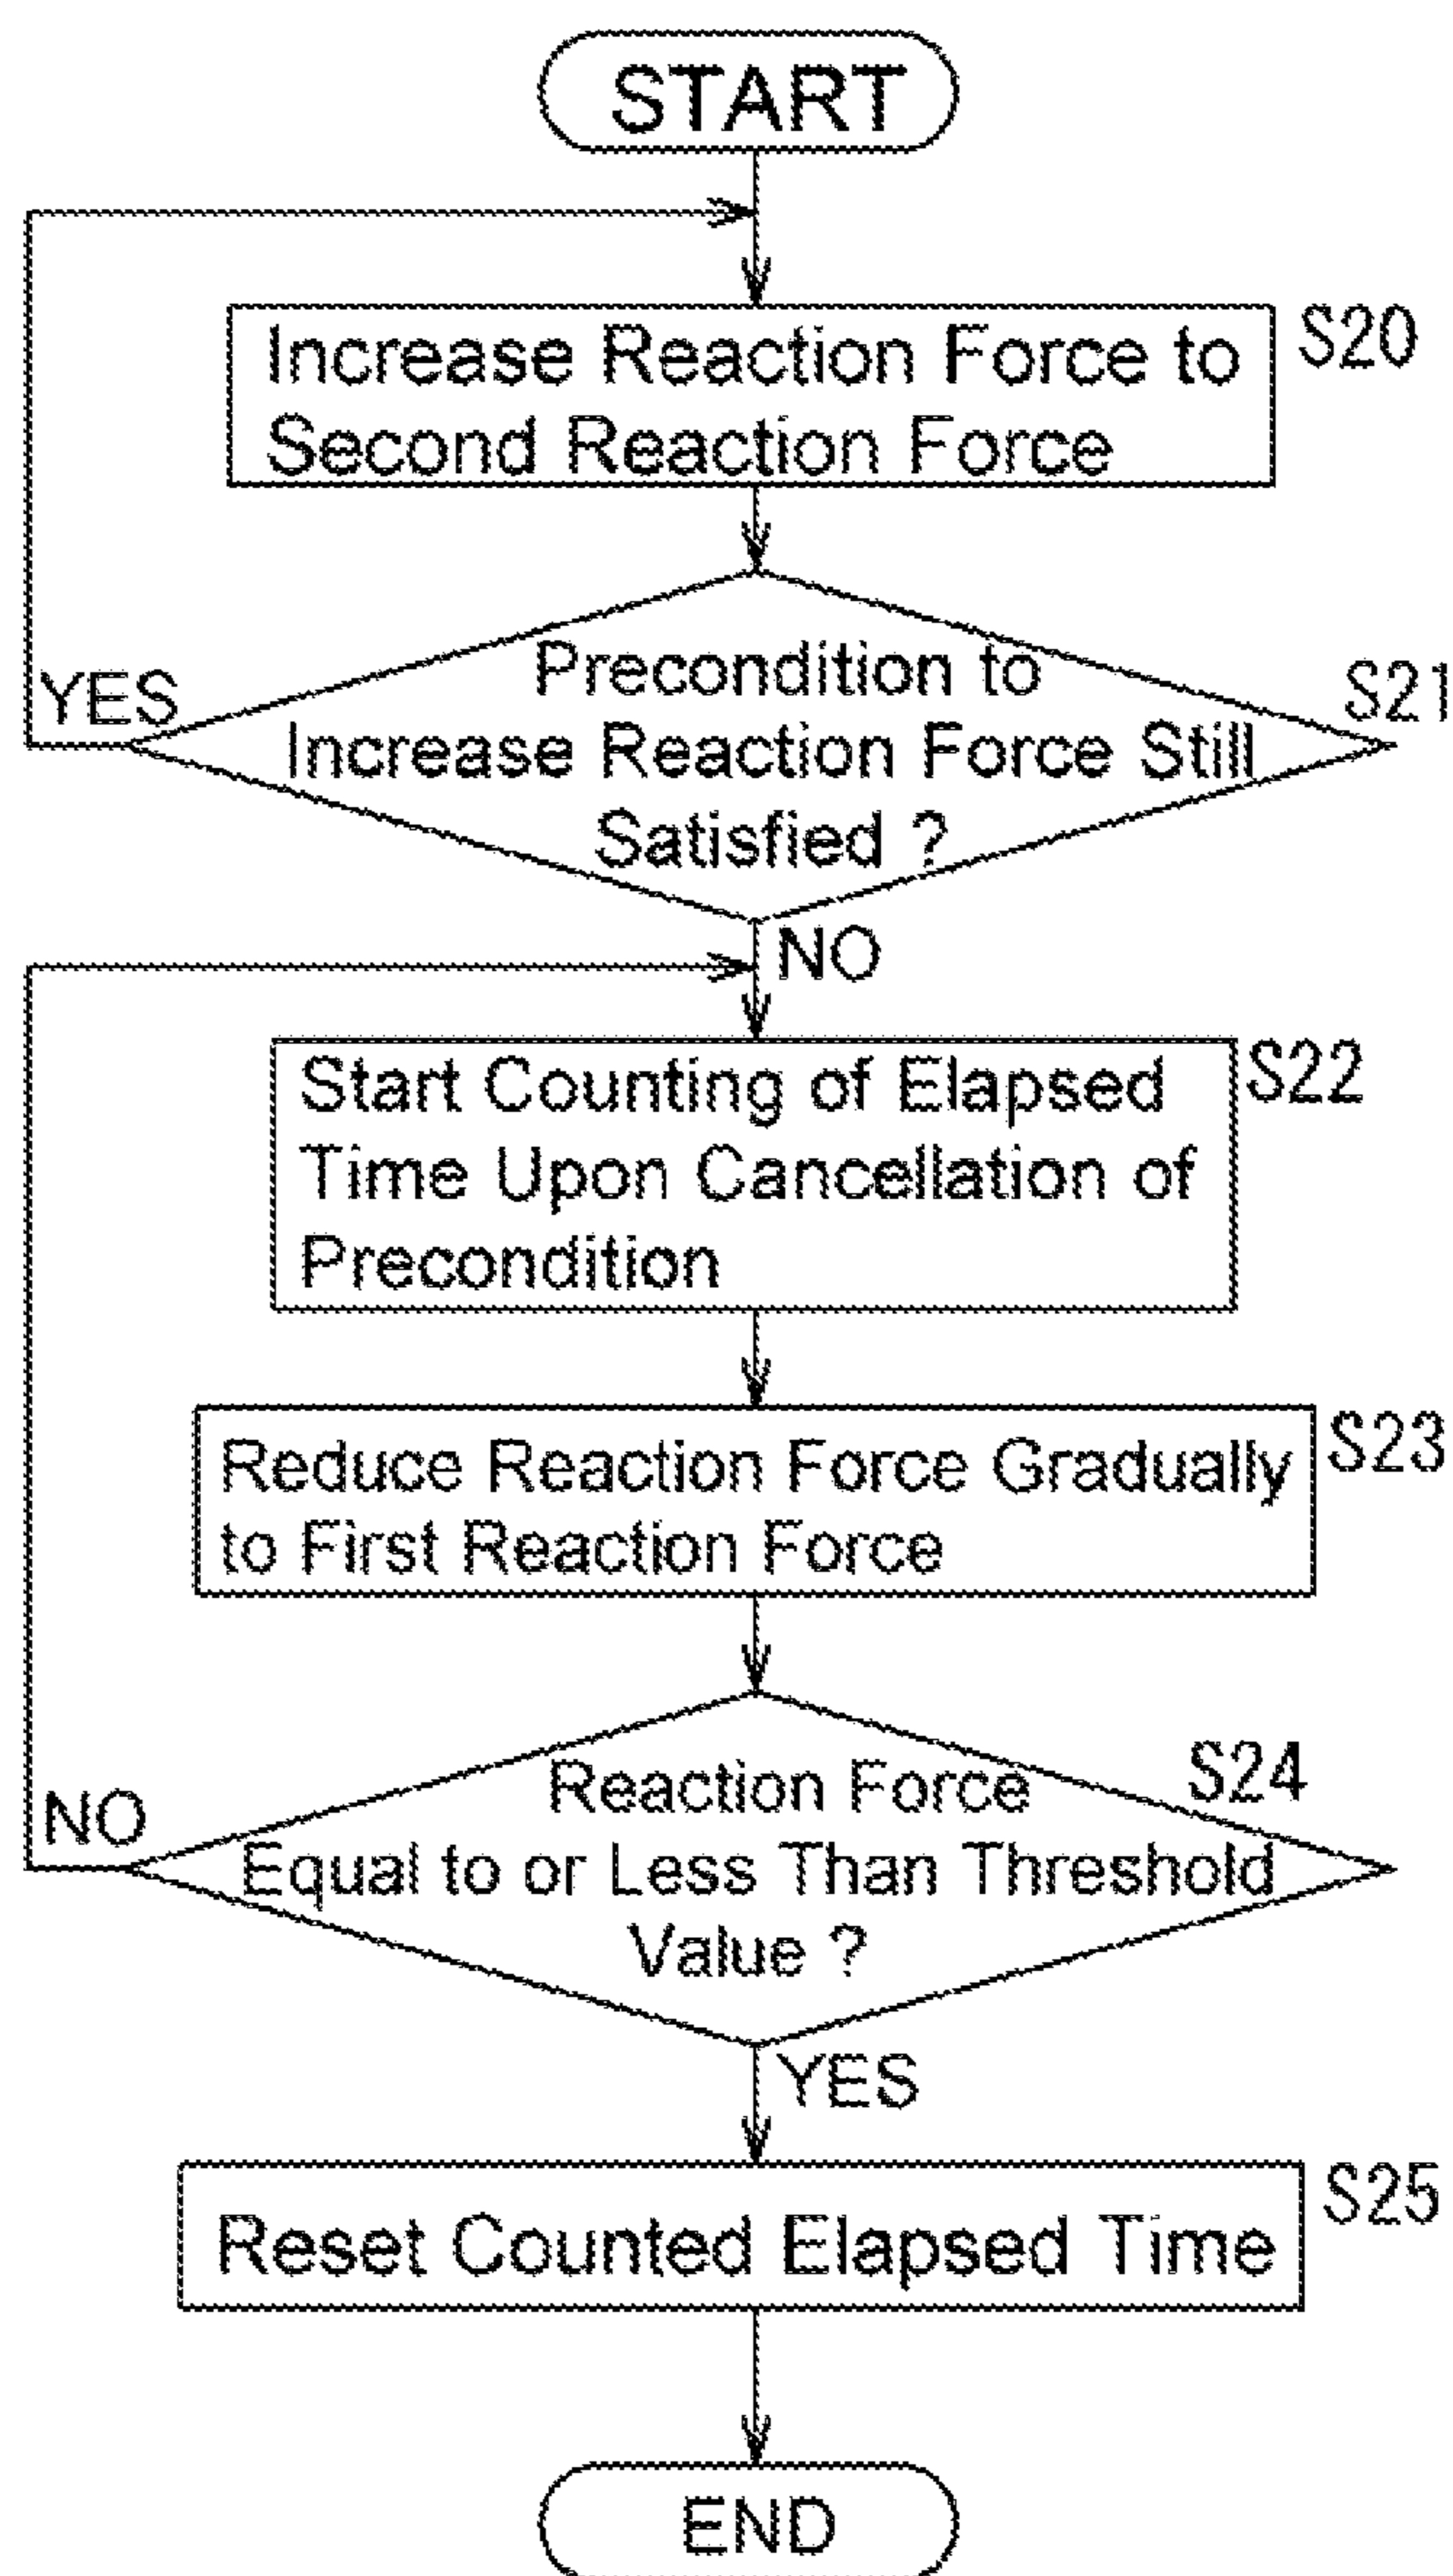 START
Increase Reaction Force to
Second Reaction Force
S20
Precondition to
Increase Reaction Force Still
Satisfied ?
S21
YES
NO
Start Counting of Elapsed
Time Upon Cancellation of
Precondition
S22
Reduce Reaction Force Gradually
to First Reaction Force
S23
Reaction Force
Equal to or Less Than Threshold
Value ?
S24
NO
YES
Reset Counted Elapsed Time
S25
END